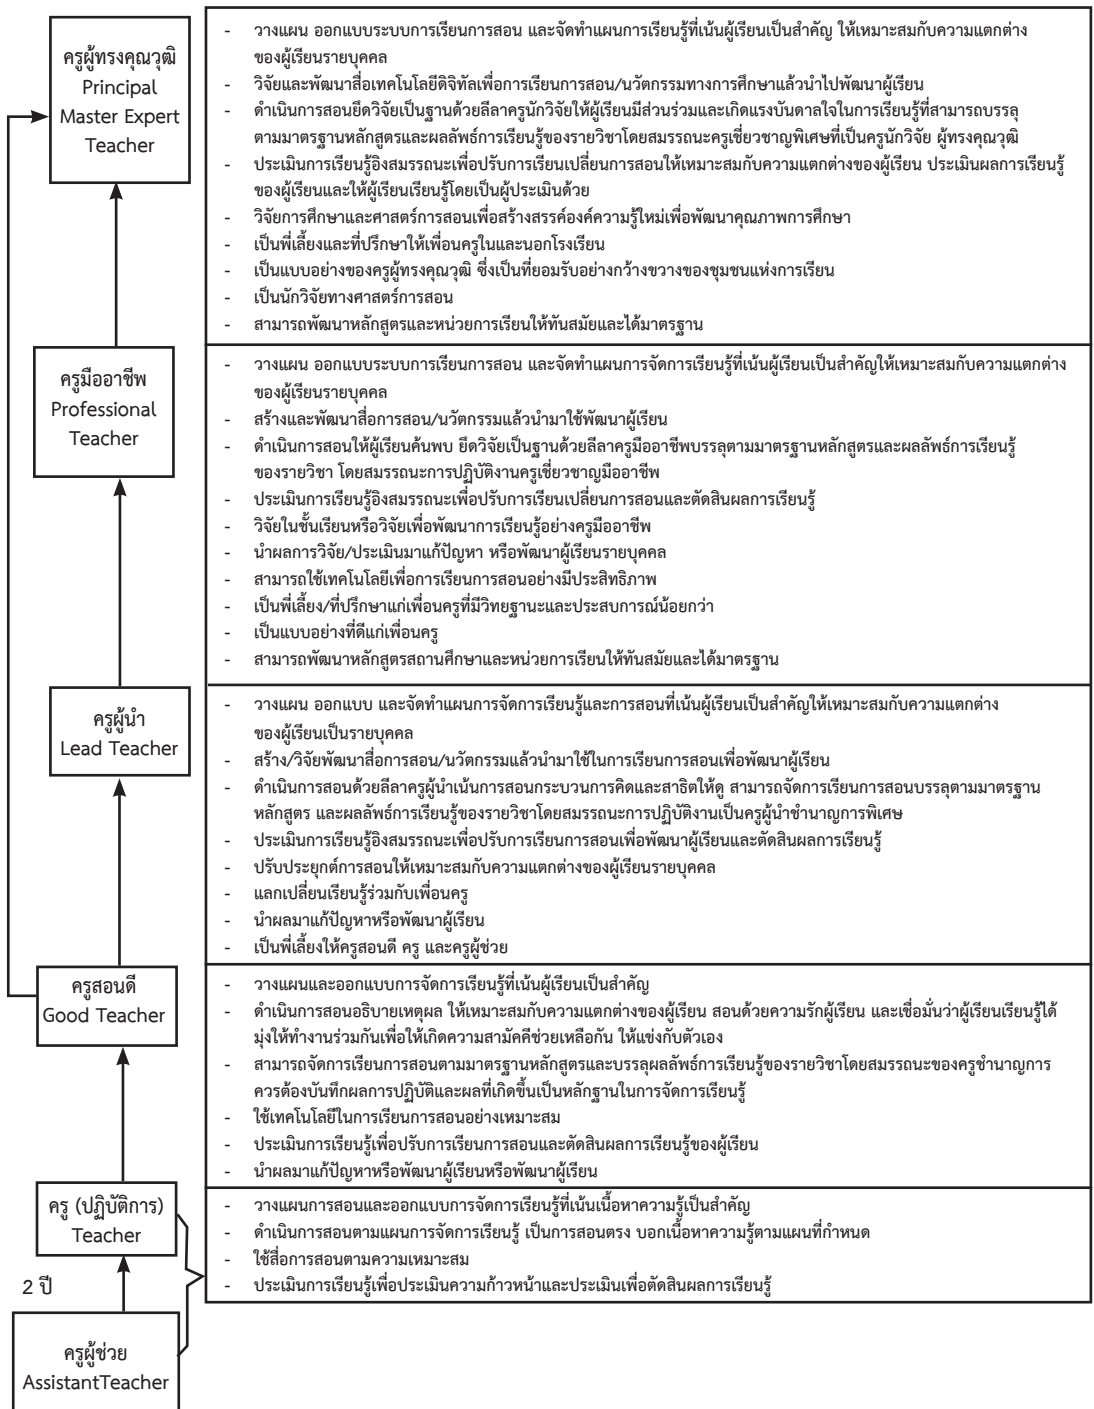 ครูผู้ทรงคุณวุฒิ
Principal
Master Expert
Teacher
- วางแผน ออกแบบระบบการเรียนการสอน และจัดทำแผนการเรียนรู้ที่เน้นผู้เรียนเป็นสำคัญ ให้เหมาะสมกับความแตกต่าง
ของผู้เรียนรายบุคคล
- วิจัยและพัฒนาสื่อเทคโนโลยีดิจิทัลเพื่อการเรียนการสอน/นวัตกรรมทางการศึกษาแล้วนำไปพัฒนาผู้เรียน
- ดำเนินการสอนยึดวิจัยเป็นฐานด้วยลีลาครูนักวิจัยให้ผู้เรียนมีส่วนร่วมและเกิดแรงบันดาลใจในการเรียนรู้ที่สามารถบรรลุ
ตามมาตรฐานหลักสูตรและผลลัพธ์การเรียนรู้ของรายวิชาโดยสมรรถนะครูเชี่ยวชาญพิเศษที่เป็นครูนักวิจัย ผู้ทรงคุณวุฒิ
- ประเมินการเรียนรู้อิงสมรรถนะเพื่อปรับการเรียนเปลี่ยนการสอนให้เหมาะสมกับความแตกต่างของผู้เรียน ประเมินผลการเรียนรู้
ของผู้เรียนและให้ผู้เรียนเรียนรู้โดยเป็นผู้ประเมินด้วย
- วิจัยการศึกษาและศาสตร์การสอนเพื่อสร้างสรรค์องค์ความรู้ใหม่เพื่อพัฒนาคุณภาพการศึกษา
- เป็นพี่เลี้ยงและที่ปรึกษาให้เพื่อนครูในและนอกโรงเรียน
- เป็นแบบอย่างของครูผู้ทรงคุณวุฒิ ซึ่งเป็นที่ยอมรับอย่างกว้างขวางของชุมชนแห่งการเรียน
- เป็นนักวิจัยทางศาสตร์การสอน
- สามารถพัฒนาหลักสูตรและหน่วยการเรียนให้ทันสมัยและได้มาตรฐาน
ครูมืออาชีพ
Professional
Teacher
- วางแผน ออกแบบระบบการเรียนการสอน และจัดทำแผนการจัดการเรียนรู้ที่เน้นผู้เรียนเป็นสำคัญให้เหมาะสมกับความแตกต่าง
ของผู้เรียนรายบุคคล
- สร้างและพัฒนาสื่อการสอน/นวัตกรรมแล้วนำมาใช้พัฒนาผู้เรียน
- ดำเนินการสอนให้ผู้เรียนค้นพบ ยึดวิจัยเป็นฐานด้วยลีลาครูมืออาชีพบรรลุตามมาตรฐานหลักสูตรและผลลัพธ์การเรียนรู้
ของรายวิชา โดยสมรรถนะการปฏิบัติงานครูเชี่ยวชาญมืออาชีพ
- ประเมินการเรียนรู้อิงสมรรถนะเพื่อปรับการเรียนเปลี่ยนการสอนและตัดสินผลการเรียนรู้
- วิจัยในชั้นเรียนหรือวิจัยเพื่อพัฒนาการเรียนรู้อย่างครูมืออาชีพ
- นำผลการวิจัย/ประเมินมาแก้ปัญหา หรือพัฒนาผู้เรียนรายบุคคล
- สามารถใช้เทคโนโลยีเพื่อการเรียนการสอนอย่างมีประสิทธิภาพ
- เป็นพี่เลี้ยง/ที่ปรึกษาแก่เพื่อนครูที่มีวิทยฐานะและประสบการณ์น้อยกว่า
- เป็นแบบอย่างที่ดีแก่เพื่อนครู
- สามารถพัฒนาหลักสูตรสถานศึกษาและหน่วยการเรียนให้ทันสมัยและได้มาตรฐาน
ครูผู้นำ
Lead Teacher
- วางแผน ออกแบบ และจัดทำแผนการจัดการเรียนรู้และการสอนที่เน้นผู้เรียนเป็นสำคัญให้เหมาะสมกับความแตกต่าง
ของผู้เรียนเป็นรายบุคคล
- สร้าง/วิจัยพัฒนาสื่อการสอน/นวัตกรรมแล้วนำมาใช้ในการเรียนการสอนเพื่อพัฒนาผู้เรียน
- ดำเนินการสอนด้วยลีลาครูผู้นำเน้นการสอนกระบวนการคิดและสาธิตให้ดู สามารถจัดการเรียนการสอนบรรลุตามมาตรฐาน
หลักสูตร และผลลัพธ์การเรียนรู้ของรายวิชาโดยสมรรถนะการปฏิบัติงานเป็นครูผู้นำชำนาญการพิเศษ
- ประเมินการเรียนรู้อิงสมรรถนะเพื่อปรับการเรียนการสอนเพื่อพัฒนาผู้เรียนและตัดสินผลการเรียนรู้
- ปรับประยุกต์การสอนให้เหมาะสมกับความแตกต่างของผู้เรียนรายบุคคล
- แลกเปลี่ยนเรียนรู้ร่วมกับเพื่อนครู
- นำผลมาแก้ปัญหาหรือพัฒนาผู้เรียน
- เป็นพี่เลี้ยงให้ครูสอนดี ครู และครูผู้ช่วย
ครูสอนดี
Good Teacher
- วางแผนและออกแบบการจัดการเรียนรู้ที่เน้นผู้เรียนเป็นสำคัญ
- ดำเนินการสอนอธิบายเหตุผล ให้เหมาะสมกับความแตกต่างของผู้เรียน สอนด้วยความรักผู้เรียน และเชื่อมั่นว่าผู้เรียนเรียนรู้ได้
มุ่งให้ทำงานร่วมกันเพื่อให้เกิดความสามัคคีช่วยเหลือกัน ให้แข่งกับตัวเอง
- สามารถจัดการเรียนการสอนตามมาตรฐานหลักสูตรและบรรลุผลลัพธ์การเรียนรู้ของรายวิชาโดยสมรรถนะของครูชำนาญการ
ควรต้องบันทึกผลการปฏิบัติและผลที่เกิดขึ้นเป็นหลักฐานในการจัดการเรียนรู้
- ใช้เทคโนโลยีในการเรียนการสอนอย่างเหมาะสม
- ประเมินการเรียนรู้เพื่อปรับการเรียนการสอนและตัดสินผลการเรียนรู้ของผู้เรียน
- นำผลมาแก้ปัญหาหรือพัฒนาผู้เรียนหรือพัฒนาผู้เรียน
ครู (ปฏิบัติการ)
Teacher
- วางแผนการสอนและออกแบบการจัดการเรียนรู้ที่เน้นเนื้อหาความรู้เป็นสำคัญ
- ดำเนินการสอนตามแผนการจัดการเรียนรู้ เป็นการสอนตรง บอกเนื้อหาความรู้ตามแผนที่กำหนด
- ใช้สื่อการสอนตามความเหมาะสม
- ประเมินการเรียนรู้เพื่อประเมินความก้าวหน้าและประเมินเพื่อตัดสินผลการเรียนรู้
2 ปี
ครูผู้ช่วย
AssistantTeacher